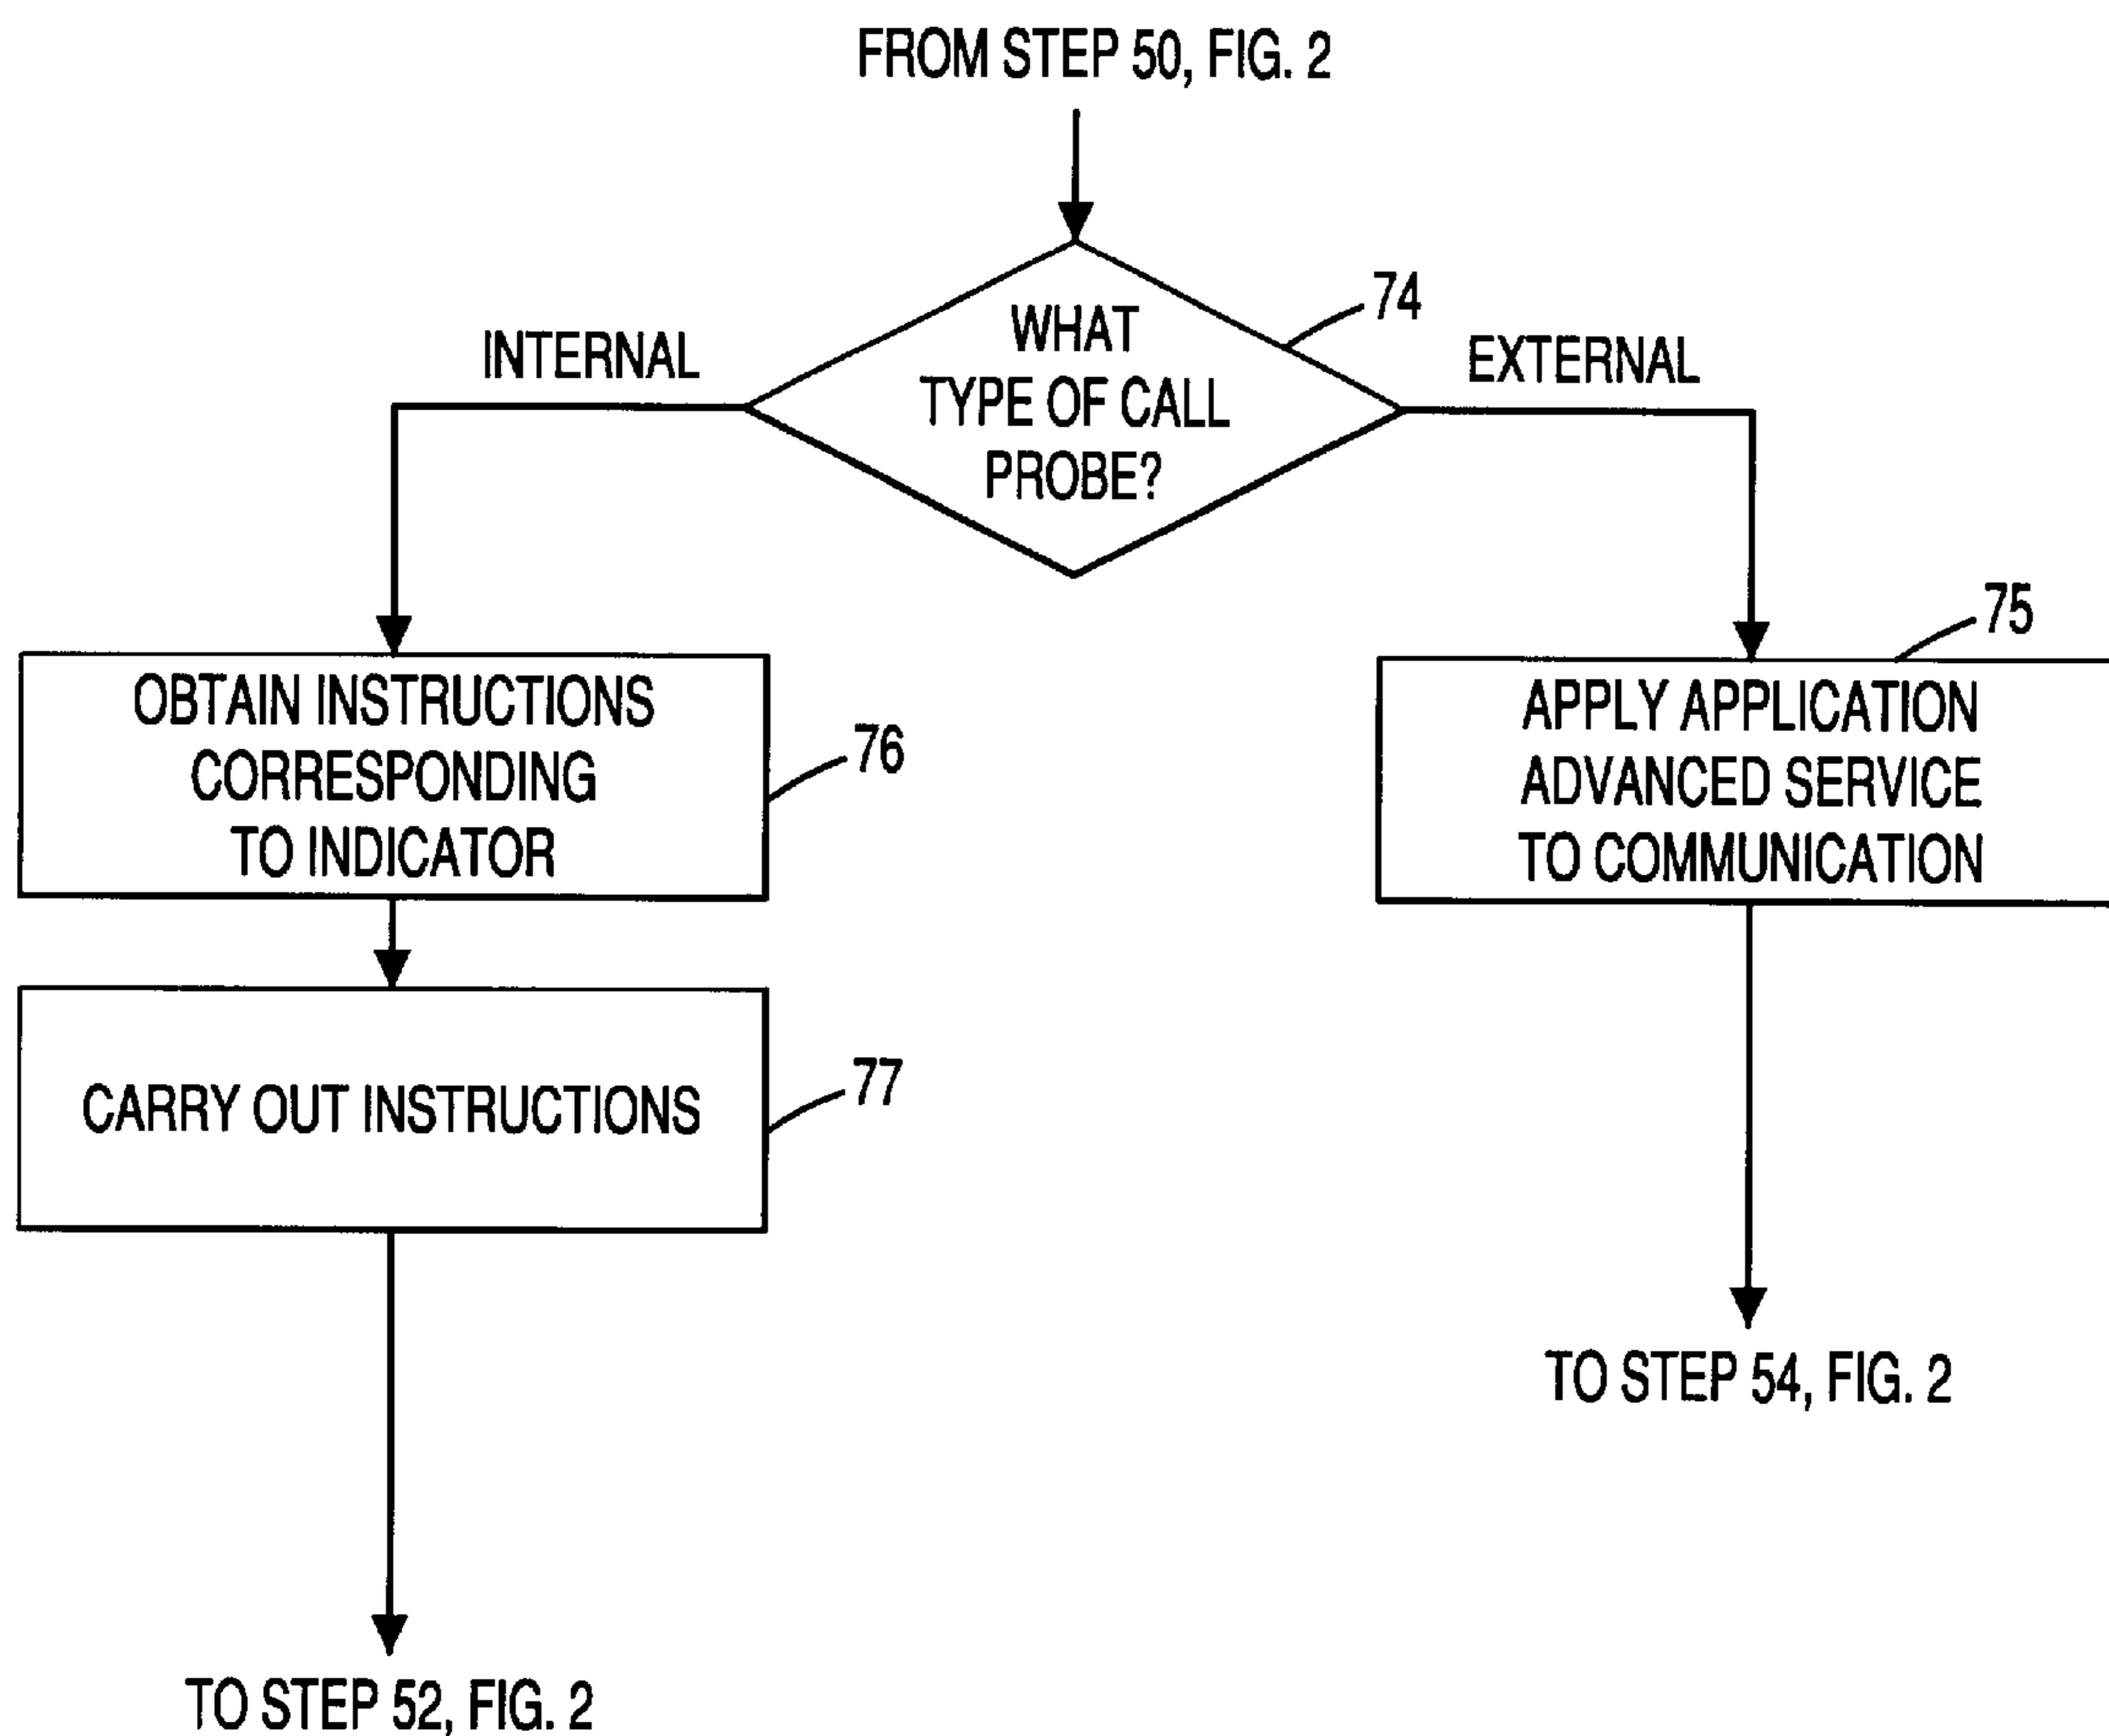 FROM STEP 50, FIG. 2
74
WHAT
TYPE OF CALL
PROBE?
INTERNAL
EXTERNAL
75
OBTAIN INSTRUCTIONS
CORRESPONDING
TO INDICATOR
76
APPLY APPLICATION
ADVANCED SERVICE
TO COMMUNICATION
CARRY OUT INSTRUCTIONS
77
TO STEP 54, FIG. 2
TO STEP 52, FIG. 2